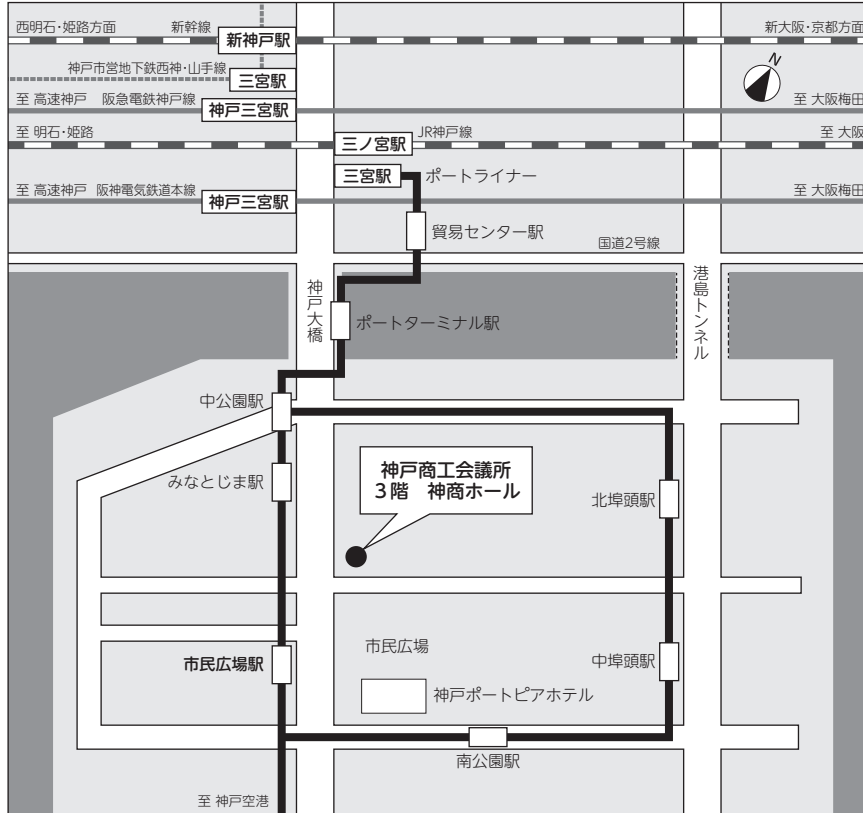 西明石・姫路方面
新幹線
新神戸駅
新大阪・京都方面
神戸市営地下鉄西神・山手線
三宮駅
N
至 高速神戸
阪急電鉄神戸線
神戸三宮駅
至 大阪梅田
至 明石・姫路
三ノ宮駅
JR神戸線
至 大阪
三宮駅
ポートライナー
至 高速神戸
阪神電気鉄道本線
神戸三宮駅
至 大阪梅田
貿易センター駅
国道2号線
神戸大橋
港島トンネル
ポートターミナル駅
中公園駅
みなとじま駅
神戸商工会議所
3階 神商ホール
北埠頭駅
市民広場駅
市民広場
中埠頭駅
神戸ポートピアホテル
南公園駅
至 神戸空港